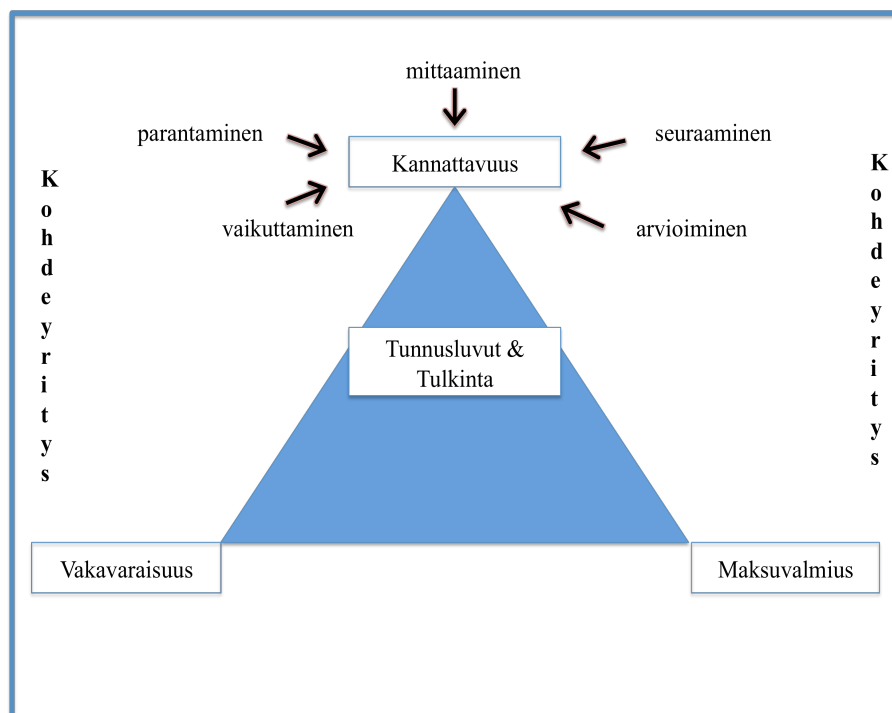 mittaaminen
parantaminen
seuraaminen
Kannattavuus
vaikuttaminen
arvioiminen
Kohdeyritys
Kohdeyritys
Tunnusluvut &
Tulkinta
Vakavaraisuus
Maksuvalmius